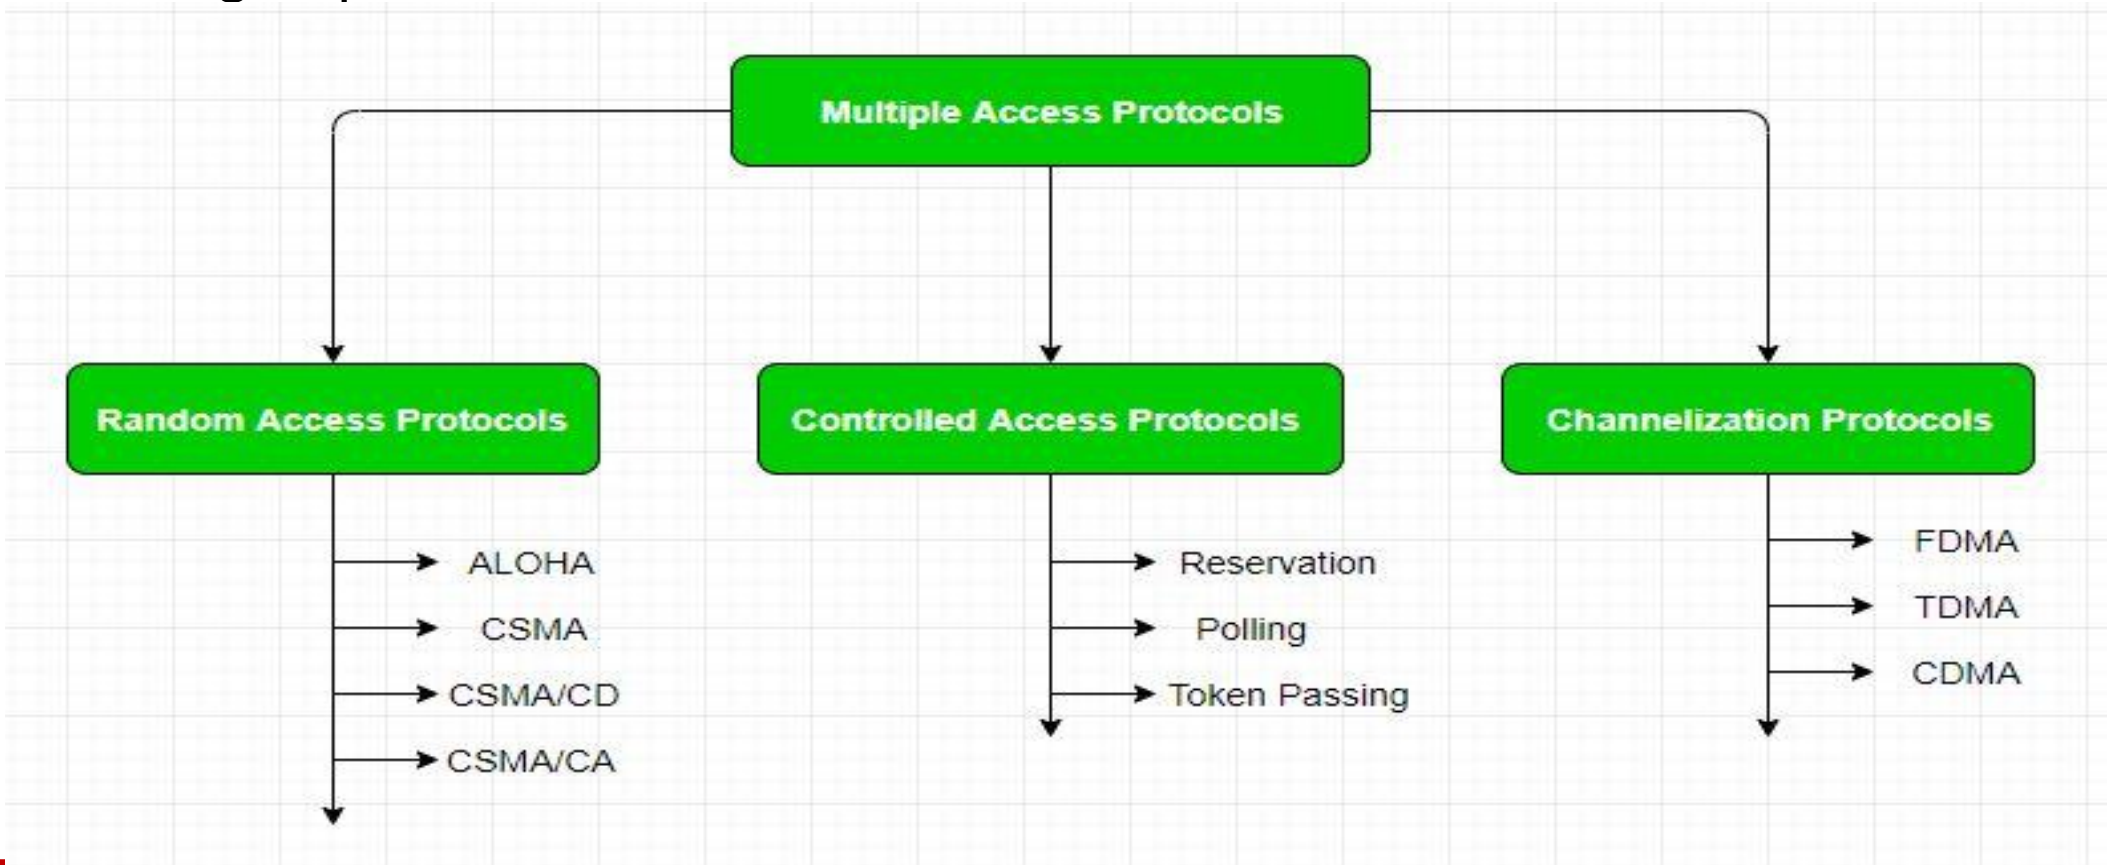 Multiple Access Protocols
Random Access Protocols
Controlled Access Protocols
Channelization Protocols
ALOHA
CSMA
CSMA/CD
CSMA/CA
Reservation
Polling
Token Passing
FDMA
TDMA
CDMA